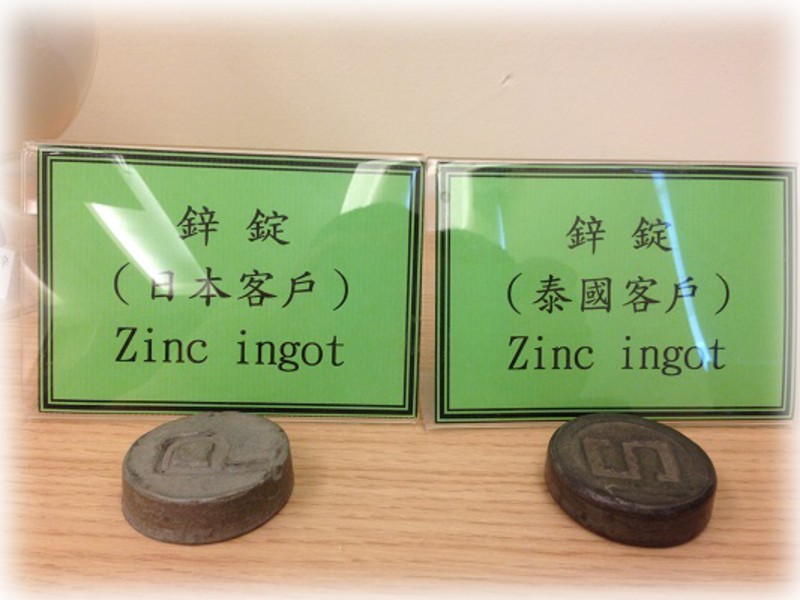 鋅 錠
（日本客戶）
Zinc ingot
鋅 錠
（泰國客戶）
Zinc ingot